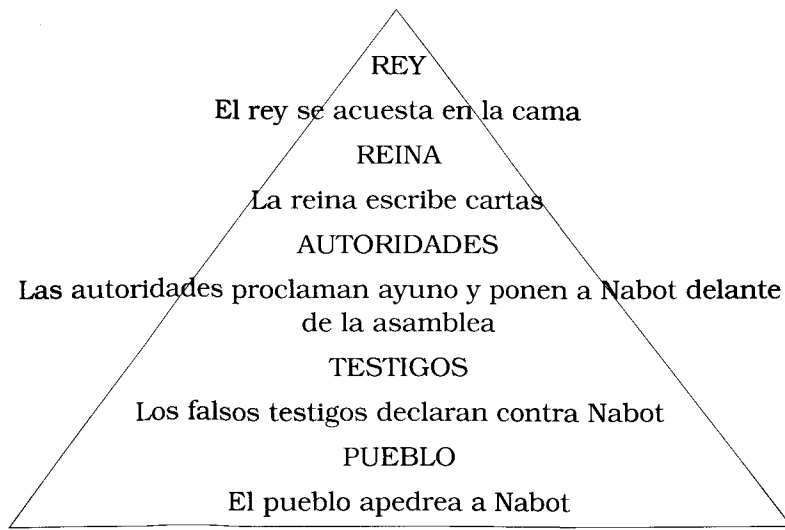 REY
El rey se acuesta en la cama
REINA
La reina escribe cartas
AUTORIDADES
Las autoridades proclaman ayuno y ponen a Nabot delante
de la asamblea
TESTIGOS
Los falsos testigos declaran contra Nabot
PUEBLO
El pueblo apedrea a Nabot